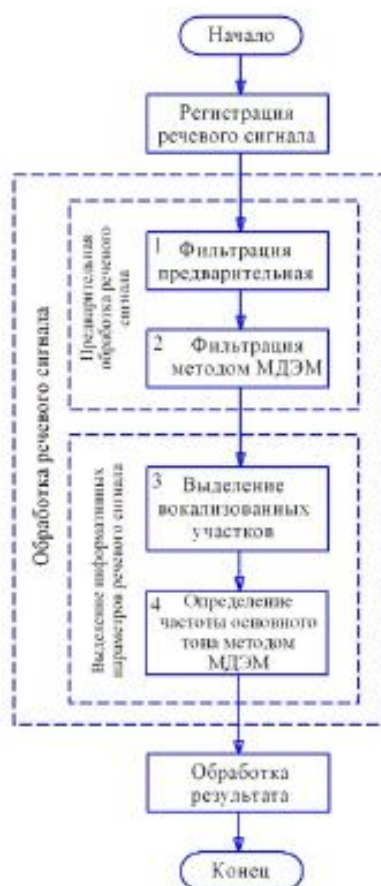 Начало
Регистрация
речевого сигнала
Обработка речевого сигнала
Предварительная
обработка речевого
сигнала
1
Фильтрация
предварительная
2
Фильтрация
методом МДЭМ
Выделение информативных
параметров речевого сигнала
3
Выделение
вокализованных
участков
4
Определение
частоты основного
тона методом
МДЭМ
Обработка
результата
Конец